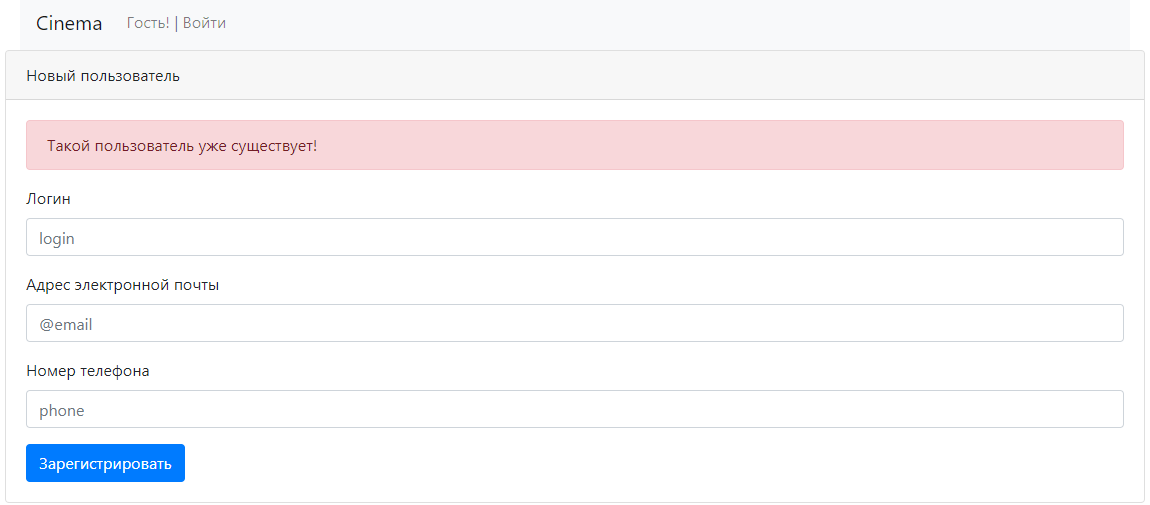 Cinema Гость! | Войти
Новый пользователь
Такой пользователь уже существует!
Логин
login
Адрес электронной почты
@email
Номер телефона
phone
Зарегистрировать